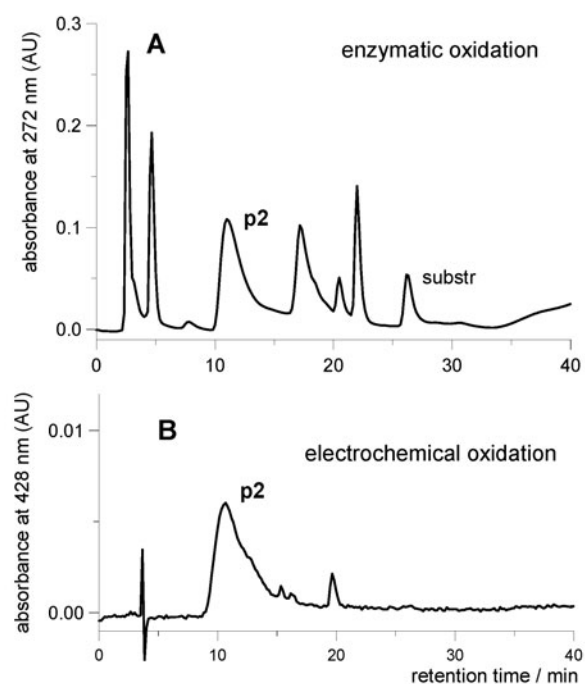 0.3
A
enzymatic oxidation
0.2
absorbance at 272 nm (AU)
p2
0.1
substr
0.0
0 10 20 30 40
B
0.01
electrochemical oxidation
absorbance at 428 nm (AU)
p2
0.00
0 10 20 30 40
retention time / min